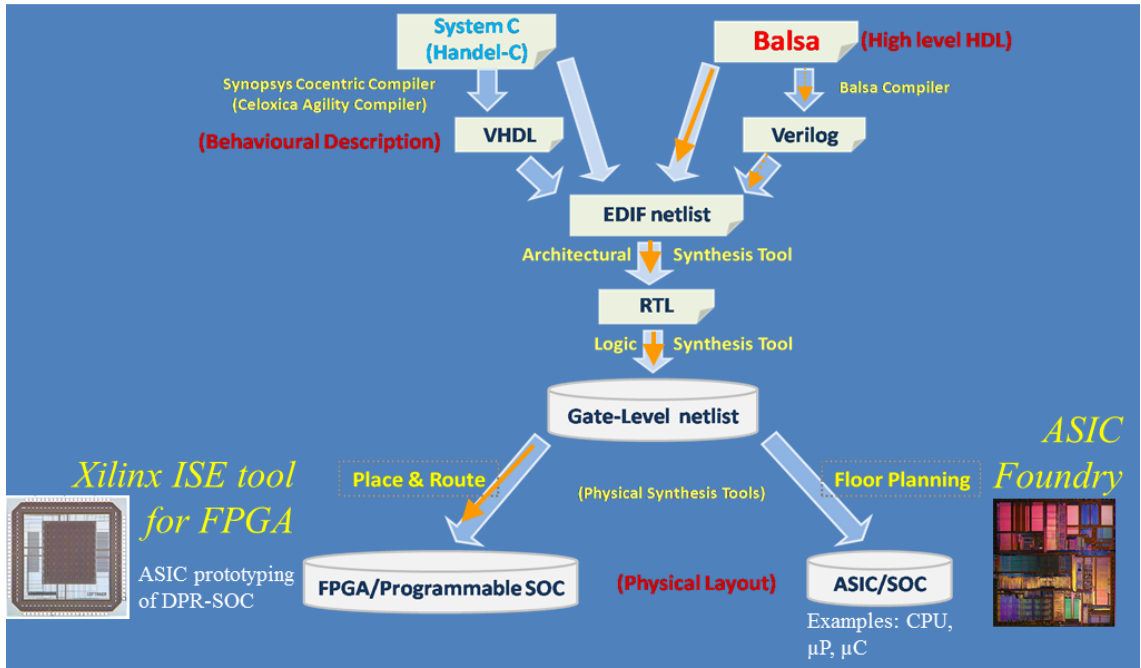 System C
(Handel-C)
Balsa
(High level HDL)
Synopsys Cocentric Compiler
(Celoxica Agility Compiler)
Balsa Compiler
(Behavioural Description)
VHDL
Verilog
EDIF netlist
Architectural
Synthesis Tool
RTL
Logic
Synthesis Tool
Gate-Level netlist
Xilinx ISE tool
for FPGA
ASIC
Foundry
Place & Route
(Physical Synthesis Tools)
Floor Planning
ASIC prototyping
of DPR-SOC
FPGA/Programmable SOC
(Physical Layout)
ASIC/SOC
Examples: CPU,
µP, µC